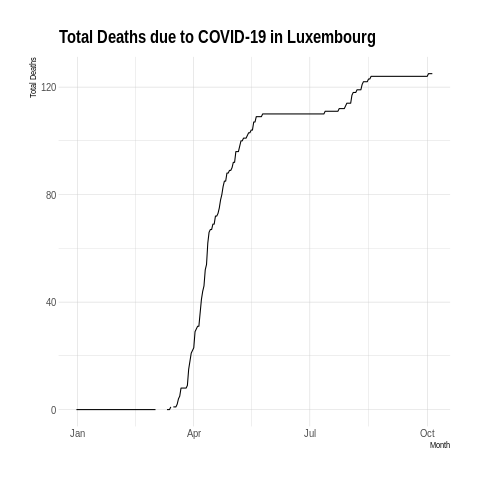 Total Deaths due to COVID-19 in Luxembourg
Total Deaths
120
80
40
0
Jan Apr Jul Oct
Month